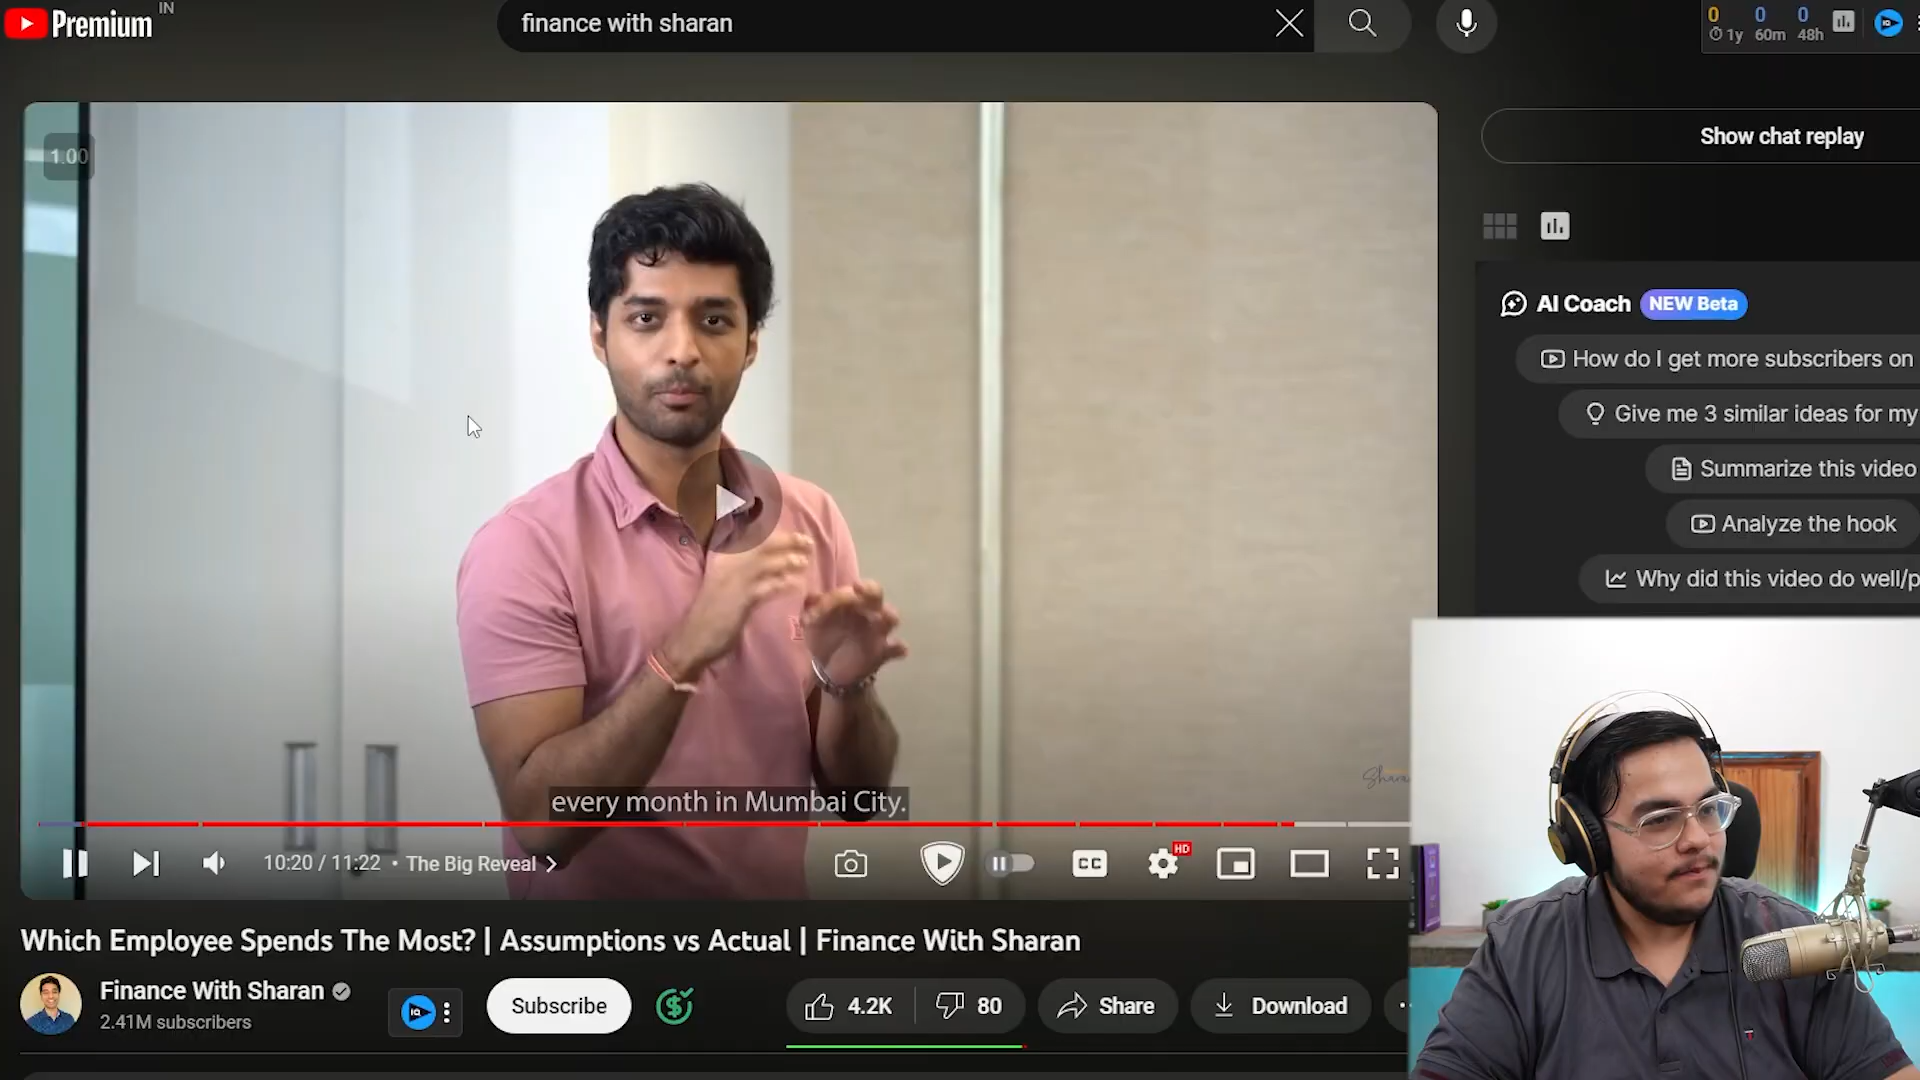 Premium IN
finance with sharan
0 0 0
1y 60m 48h
1.00
Show chat replay
AI Coach NEW Beta
How do I get more subscribers on
Give me 3 similar ideas for my
Summarize this video
Analyze the hook
Why did this video do well/p
every month in Mumbai City.
10:20 / 11:22 • The Big Reveal
HD
CC
Which Employee Spends The Most? | Assumptions vs Actual | Finance With Sharan
Finance With Sharan
2.41M subscribers
IQ
Subscribe
4.2K
80
Share
Download